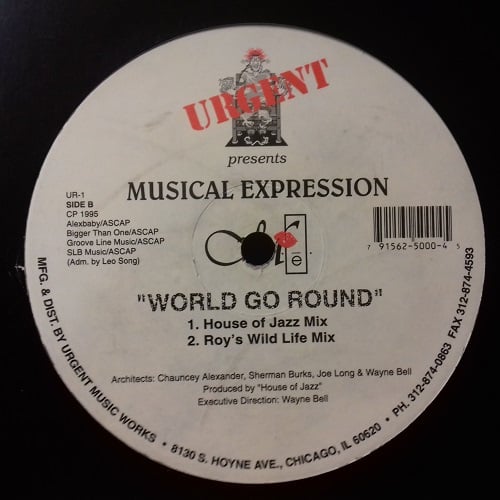 URGENT
presents
MUSICAL EXPRESSION
UR-1
SIDE B
CP 1995
Alexbaby/ASCAP
Bigger Than One/ASCAP
Groove Line Music/ASCAP
SLB Music/ASCAP
(Adm. by Leo Song)
7 91562-5000-4 5
"WORLD GO ROUND"
1. House of Jazz Mix
2. Roy's Wild Life Mix
Architects: Chauncey Alexander, Sherman Burks, Joe Long & Wayne Bell
Produced by "House of Jazz"
Executive Direction: Wayne Bell
MFG. & DIST. BY URGENT MUSIC WORKS • 8130 S. HOYNE AVE., CHICAGO, IL 60620 • PH. 312-874-0863 FAX 312-874-4593